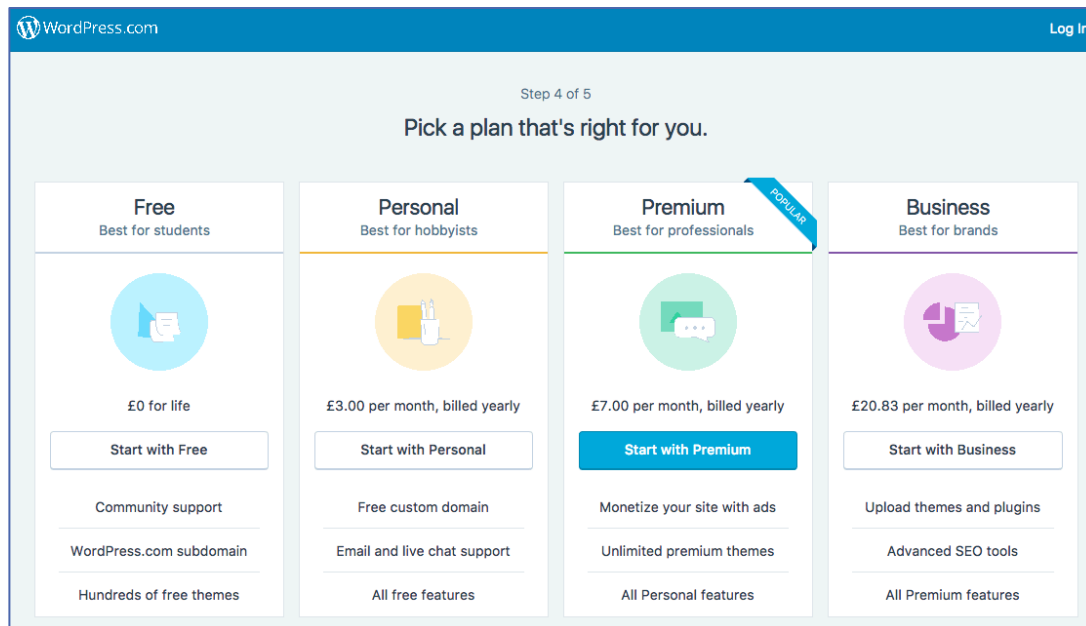 WordPress.com
Log In
Step 4 of 5
Pick a plan that's right for you.
Free
Best for students
£0 for life
Start with Free
Community support
WordPress.com subdomain
Hundreds of free themes
Personal
Best for hobbyists
£3.00 per month, billed yearly
Start with Personal
Free custom domain
Email and live chat support
All free features
POPULAR
Premium
Best for professionals
£7.00 per month, billed yearly
Start with Premium
Monetize your site with ads
Unlimited premium themes
All Personal features
Business
Best for brands
£20.83 per month, billed yearly
Start with Business
Upload themes and plugins
Advanced SEO tools
All Premium features